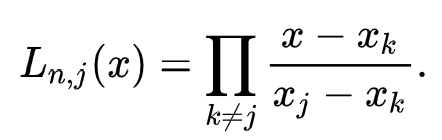 L_{n,j}(x) = \prod_{k \neq j} \frac{x - x_k}{x_j - x_k}.